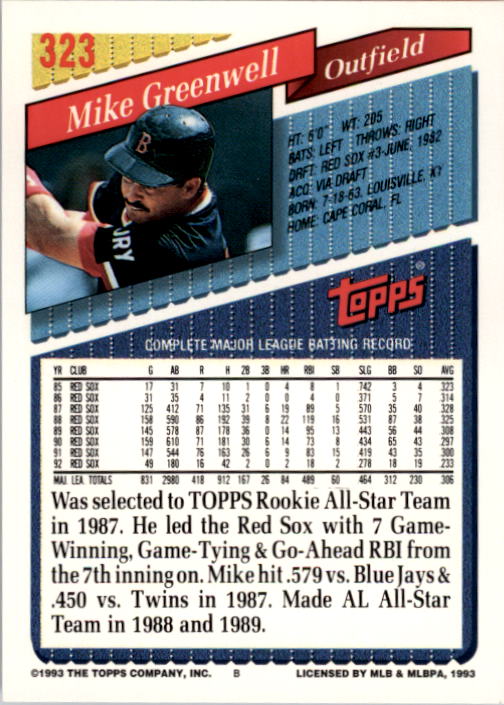 323
Mike Greenwell
Outfield
B
URY
HT: 6'0" WT: 205
BATS: LEFT THROWS: RIGHT
DRFT: RED SOX #3-JUNE, 1982
ACQ: VIA DRAFT
BORN: 7-18-63, LOUISVILLE, KY
HOME: CAPE CORAL, FL
TOPPS®
COMPLETE MAJOR LEAGUE BATTING RECORD
YR CLUB G AB R H 2B 3B HR RBI SB SLG BB SO AVG
85 RED SOX 17 31 7 10 1 0 4 8 1 .742 3 4 .323
86 RED SOX 31 35 4 11 2 0 0 4 0 .371 5 7 .314
87 RED SOX 125 412 71 135 31 6 19 89 5 .570 35 40 .328
88 RED SOX 158 590 86 192 39 8 22 119 16 .531 87 38 .325
89 RED SOX 145 578 87 178 36 0 14 95 13 .443 56 44 .308
90 RED SOX 159 610 71 181 30 6 14 73 8 .434 65 43 .297
91 RED SOX 147 544 76 163 26 6 9 83 15 .419 43 35 .300
92 RED SOX 49 180 16 42 2 0 2 18 2 .278 18 19 .233
MAJ. LEA. TOTALS 831 2980 418 912 167 26 84 489 60 .464 312 230 .306
Was selected to TOPPS Rookie All-Star Team
in 1987. He led the Red Sox with 7 Game-
Winning, Game-Tying & Go-Ahead RBI from
the 7th inning on. Mike hit .579 vs. Blue Jays &
.450 vs. Twins in 1987. Made AL All-Star
Team in 1988 and 1989.
©1993 THE TOPPS COMPANY, INC. B LICENSED BY MLB & MLBPA, 1993